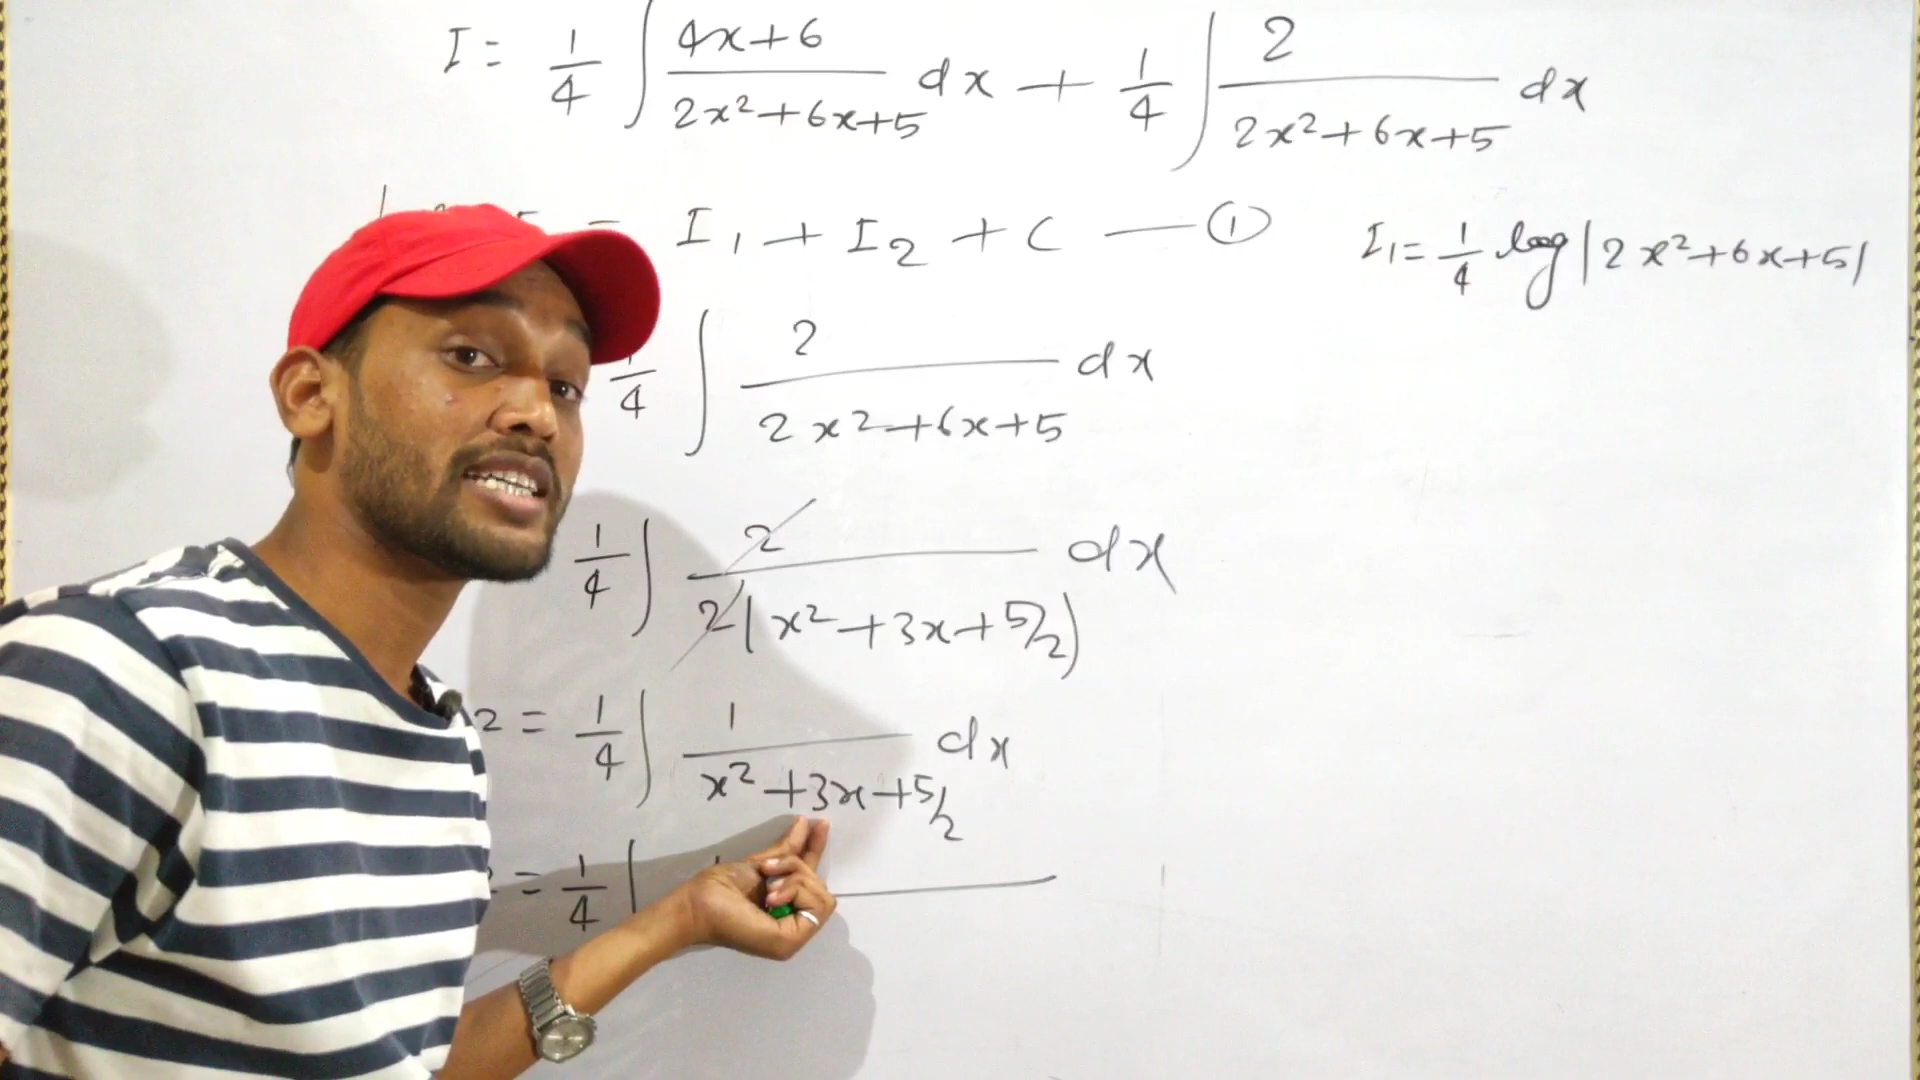 I = 1/4 ∫ (4x+6)/(2x²+6x+5) dx + 1/4 ∫ 2/(2x²+6x+5) dx
= I₁ + I₂ + C — ①
I₁ = 1/4 log|2x²+6x+5|
1/4 ∫ 2/(2x²+6x+5) dx
1/4 ∫ 2/2(x²+3x+5/2) dx
2 = 1/4 ∫ 1/(x²+3x+5/2) dx
= 1/4 ∫ 1